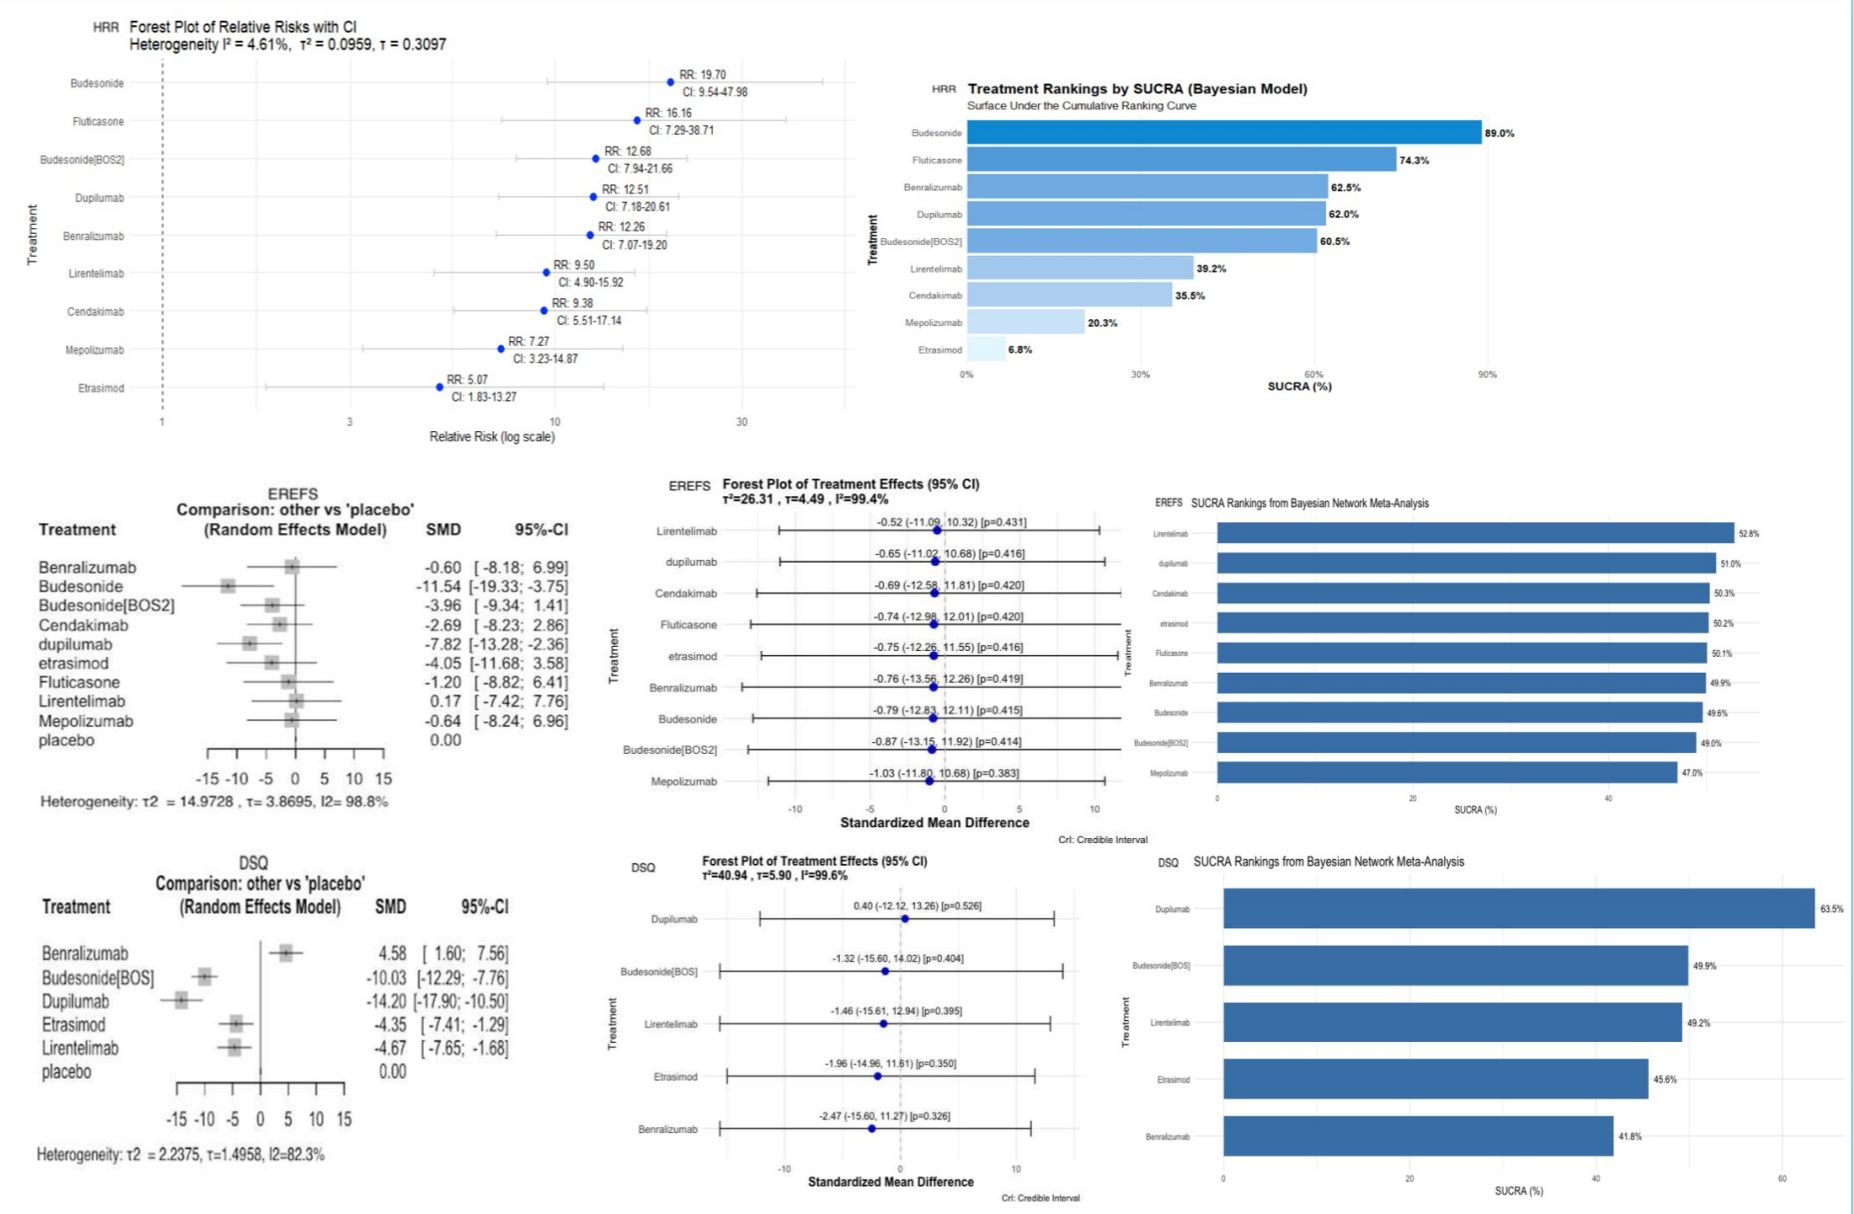 HRR Forest Plot of Relative Risks with CI
Heterogeneity I² = 4.61%, τ² = 0.0959, τ = 0.3097
Treatment
Budesonide RR: 19.70
CI: 9.54-47.98
Fluticasone RR: 16.16
CI: 7.29-38.71
Budesonide[BOS2] RR: 12.68
CI: 7.94-21.66
Dupilumab RR: 12.51
CI: 7.18-20.61
Benralizumab RR: 12.26
CI: 7.07-19.20
Lirentelimab RR: 9.50
CI: 4.90-15.92
Cendakimab RR: 9.38
CI: 5.51-17.14
Mepolizumab RR: 7.27
CI: 3.23-14.87
Etrasimod RR: 5.07
CI: 1.83-13.27
1 3 10 30
Relative Risk (log scale)
HRR Treatment Rankings by SUCRA (Bayesian Model)
Surface Under the Cumulative Ranking Curve
Treatment
Budesonide 89.0%
Fluticasone 74.3%
Benralizumab 62.5%
Dupilumab 62.0%
Budesonide[BOS2] 60.5%
Lirentelimab 39.2%
Cendakimab 35.5%
Mepolizumab 20.3%
Etrasimod 6.8%
0% 30% 60% 90%
SUCRA (%)
EREFS
Comparison: other vs 'placebo'
Treatment (Random Effects Model) SMD 95%-CI
Benralizumab -0.60 [ -8.18; 6.99]
Budesonide -11.54 [-19.33; -3.75]
Budesonide[BOS2] -3.96 [ -9.34; 1.41]
Cendakimab -2.69 [ -8.23; 2.86]
dupilumab -7.82 [-13.28; -2.36]
etrasimod -4.05 [-11.68; 3.58]
Fluticasone -1.20 [ -8.82; 6.41]
Lirentelimab 0.17 [ -7.42; 7.76]
Mepolizumab -0.64 [ -8.24; 6.96]
placebo 0.00
-15 -10 -5 0 5 10 15
Heterogeneity: τ2 = 14.9728 , τ= 3.8695, I2= 98.8%
EREFS Forest Plot of Treatment Effects (95% CI)
τ²=26.31 , τ=4.49 , I²=99.4%
Treatment
Lirentelimab -0.52 (-11.09, 10.32) [p=0.431]
dupilumab -0.65 (-11.02, 10.68) [p=0.416]
Cendakimab -0.69 (-12.58, 11.81) [p=0.420]
Fluticasone -0.74 (-12.98, 12.01) [p=0.420]
etrasimod -0.75 (-12.26, 11.55) [p=0.416]
Benralizumab -0.76 (-13.56, 12.26) [p=0.419]
Budesonide -0.79 (-12.83, 12.11) [p=0.415]
Budesonide[BOS2] -0.87 (-13.15, 11.92) [p=0.414]
Mepolizumab -1.03 (-11.80, 10.68) [p=0.383]
-10 -5 0 5 10
Standardized Mean Difference
CrI: Credible Interval
EREFS SUCRA Rankings from Bayesian Network Meta-Analysis
Treatment
Lirentelimab 52.8%
dupilumab 51.0%
Cendakimab 50.3%
etrasimod 50.2%
Fluticasone 50.1%
Benralizumab 49.9%
Budesonide 49.6%
Budesonide[BOS2] 49.0%
Mepolizumab 47.0%
0 20 40
SUCRA (%)
DSQ
Comparison: other vs 'placebo'
Treatment (Random Effects Model) SMD 95%-CI
Benralizumab 4.58 [ 1.60; 7.56]
Budesonide[BOS] -10.03 [-12.29; -7.76]
Dupilumab -14.20 [-17.90; -10.50]
Etrasimod -4.35 [-7.41; -1.29]
Lirentelimab -4.67 [-7.65; -1.68]
placebo 0.00
-15 -10 -5 0 5 10 15
Heterogeneity: τ2 = 2.2375, τ=1.4958, I2=82.3%
DSQ Forest Plot of Treatment Effects (95% CI)
τ²=40.94 , τ=5.90 , I²=99.6%
Treatment
Dupilumab 0.40 (-12.12, 13.26) [p=0.526]
Budesonide[BOS] -1.32 (-15.60, 14.02) [p=0.404]
Lirentelimab -1.46 (-15.61, 12.94) [p=0.395]
Etrasimod -1.96 (-14.96, 11.61) [p=0.350]
Benralizumab -2.47 (-15.60, 11.27) [p=0.326]
-10 0 10
Standardized Mean Difference
CrI: Credible Interval
DSQ SUCRA Rankings from Bayesian Network Meta-Analysis
Treatment
Dupilumab 63.5%
Budesonide[BOS] 49.9%
Lirentelimab 49.2%
Etrasimod 45.6%
Benralizumab 41.8%
0 20 40 60
SUCRA (%)